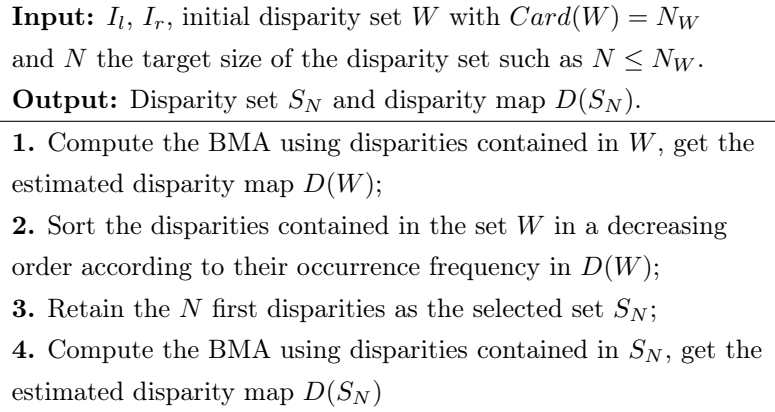 Input: I_l, I_r, initial disparity set W with Card(W) = N_W
and N the target size of the disparity set such as N ≤ N_W.
Output: Disparity set S_N and disparity map D(S_N).
1. Compute the BMA using disparities contained in W, get the
estimated disparity map D(W);
2. Sort the disparities contained in the set W in a decreasing
order according to their occurrence frequency in D(W);
3. Retain the N first disparities as the selected set S_N;
4. Compute the BMA using disparities contained in S_N, get the
estimated disparity map D(S_N)